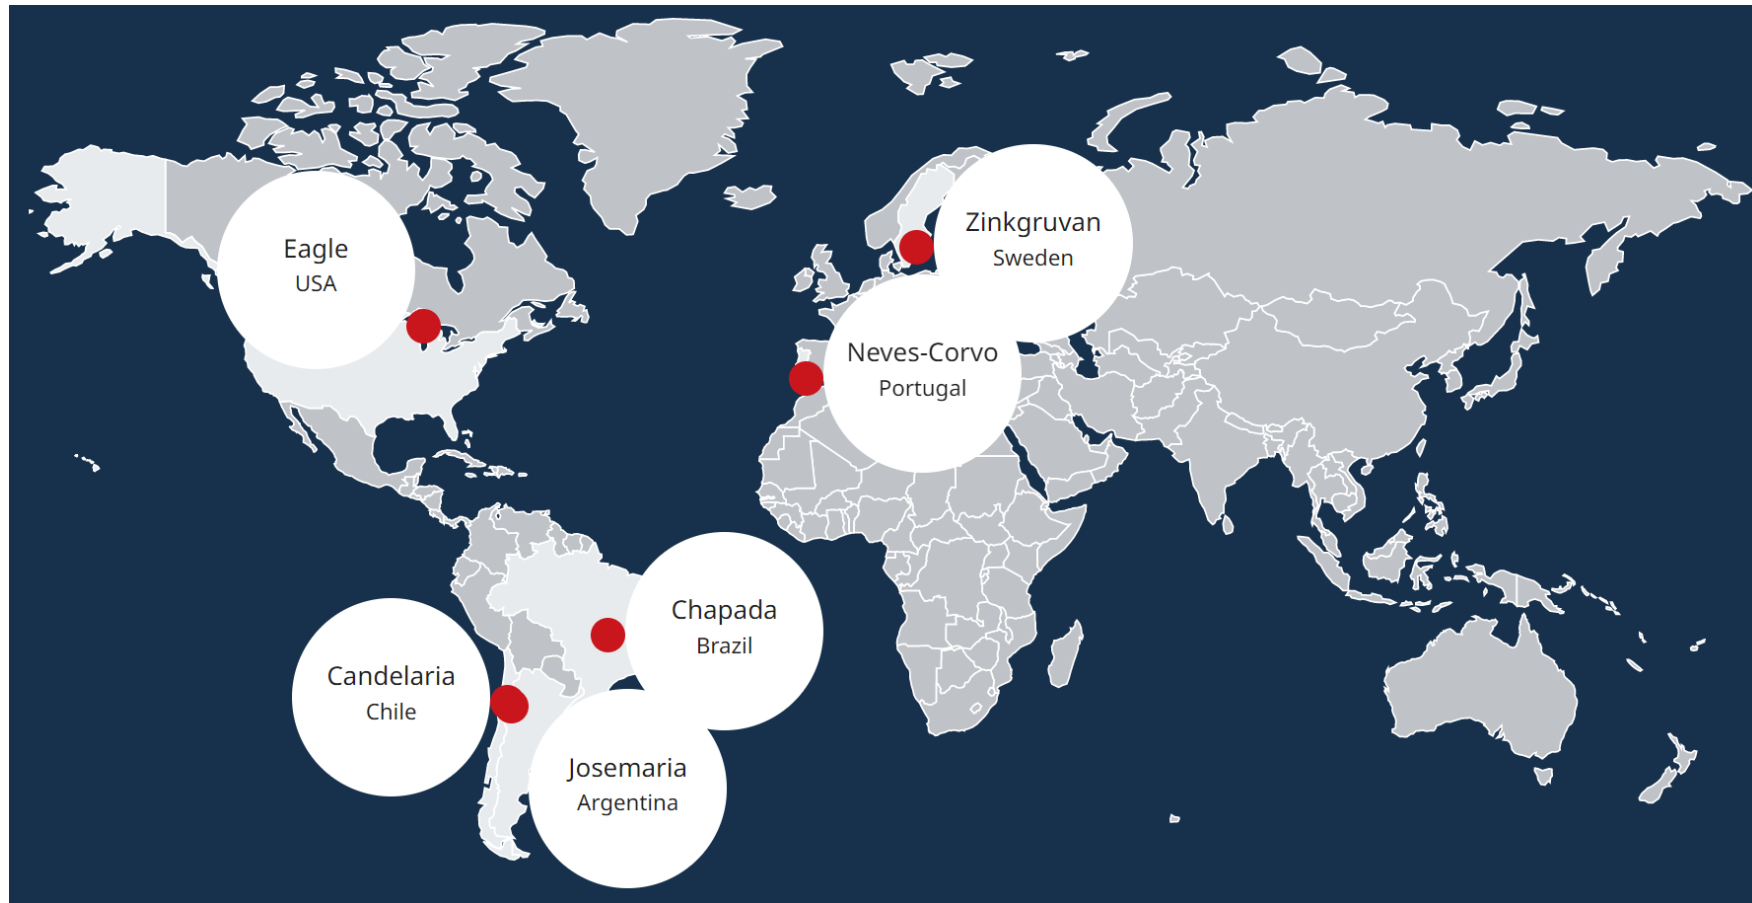 Eagle
USA
Zinkgruvan
Sweden
Neves-Corvo
Portugal
Chapada
Brazil
Candelaria
Chile
Josemaria
Argentina